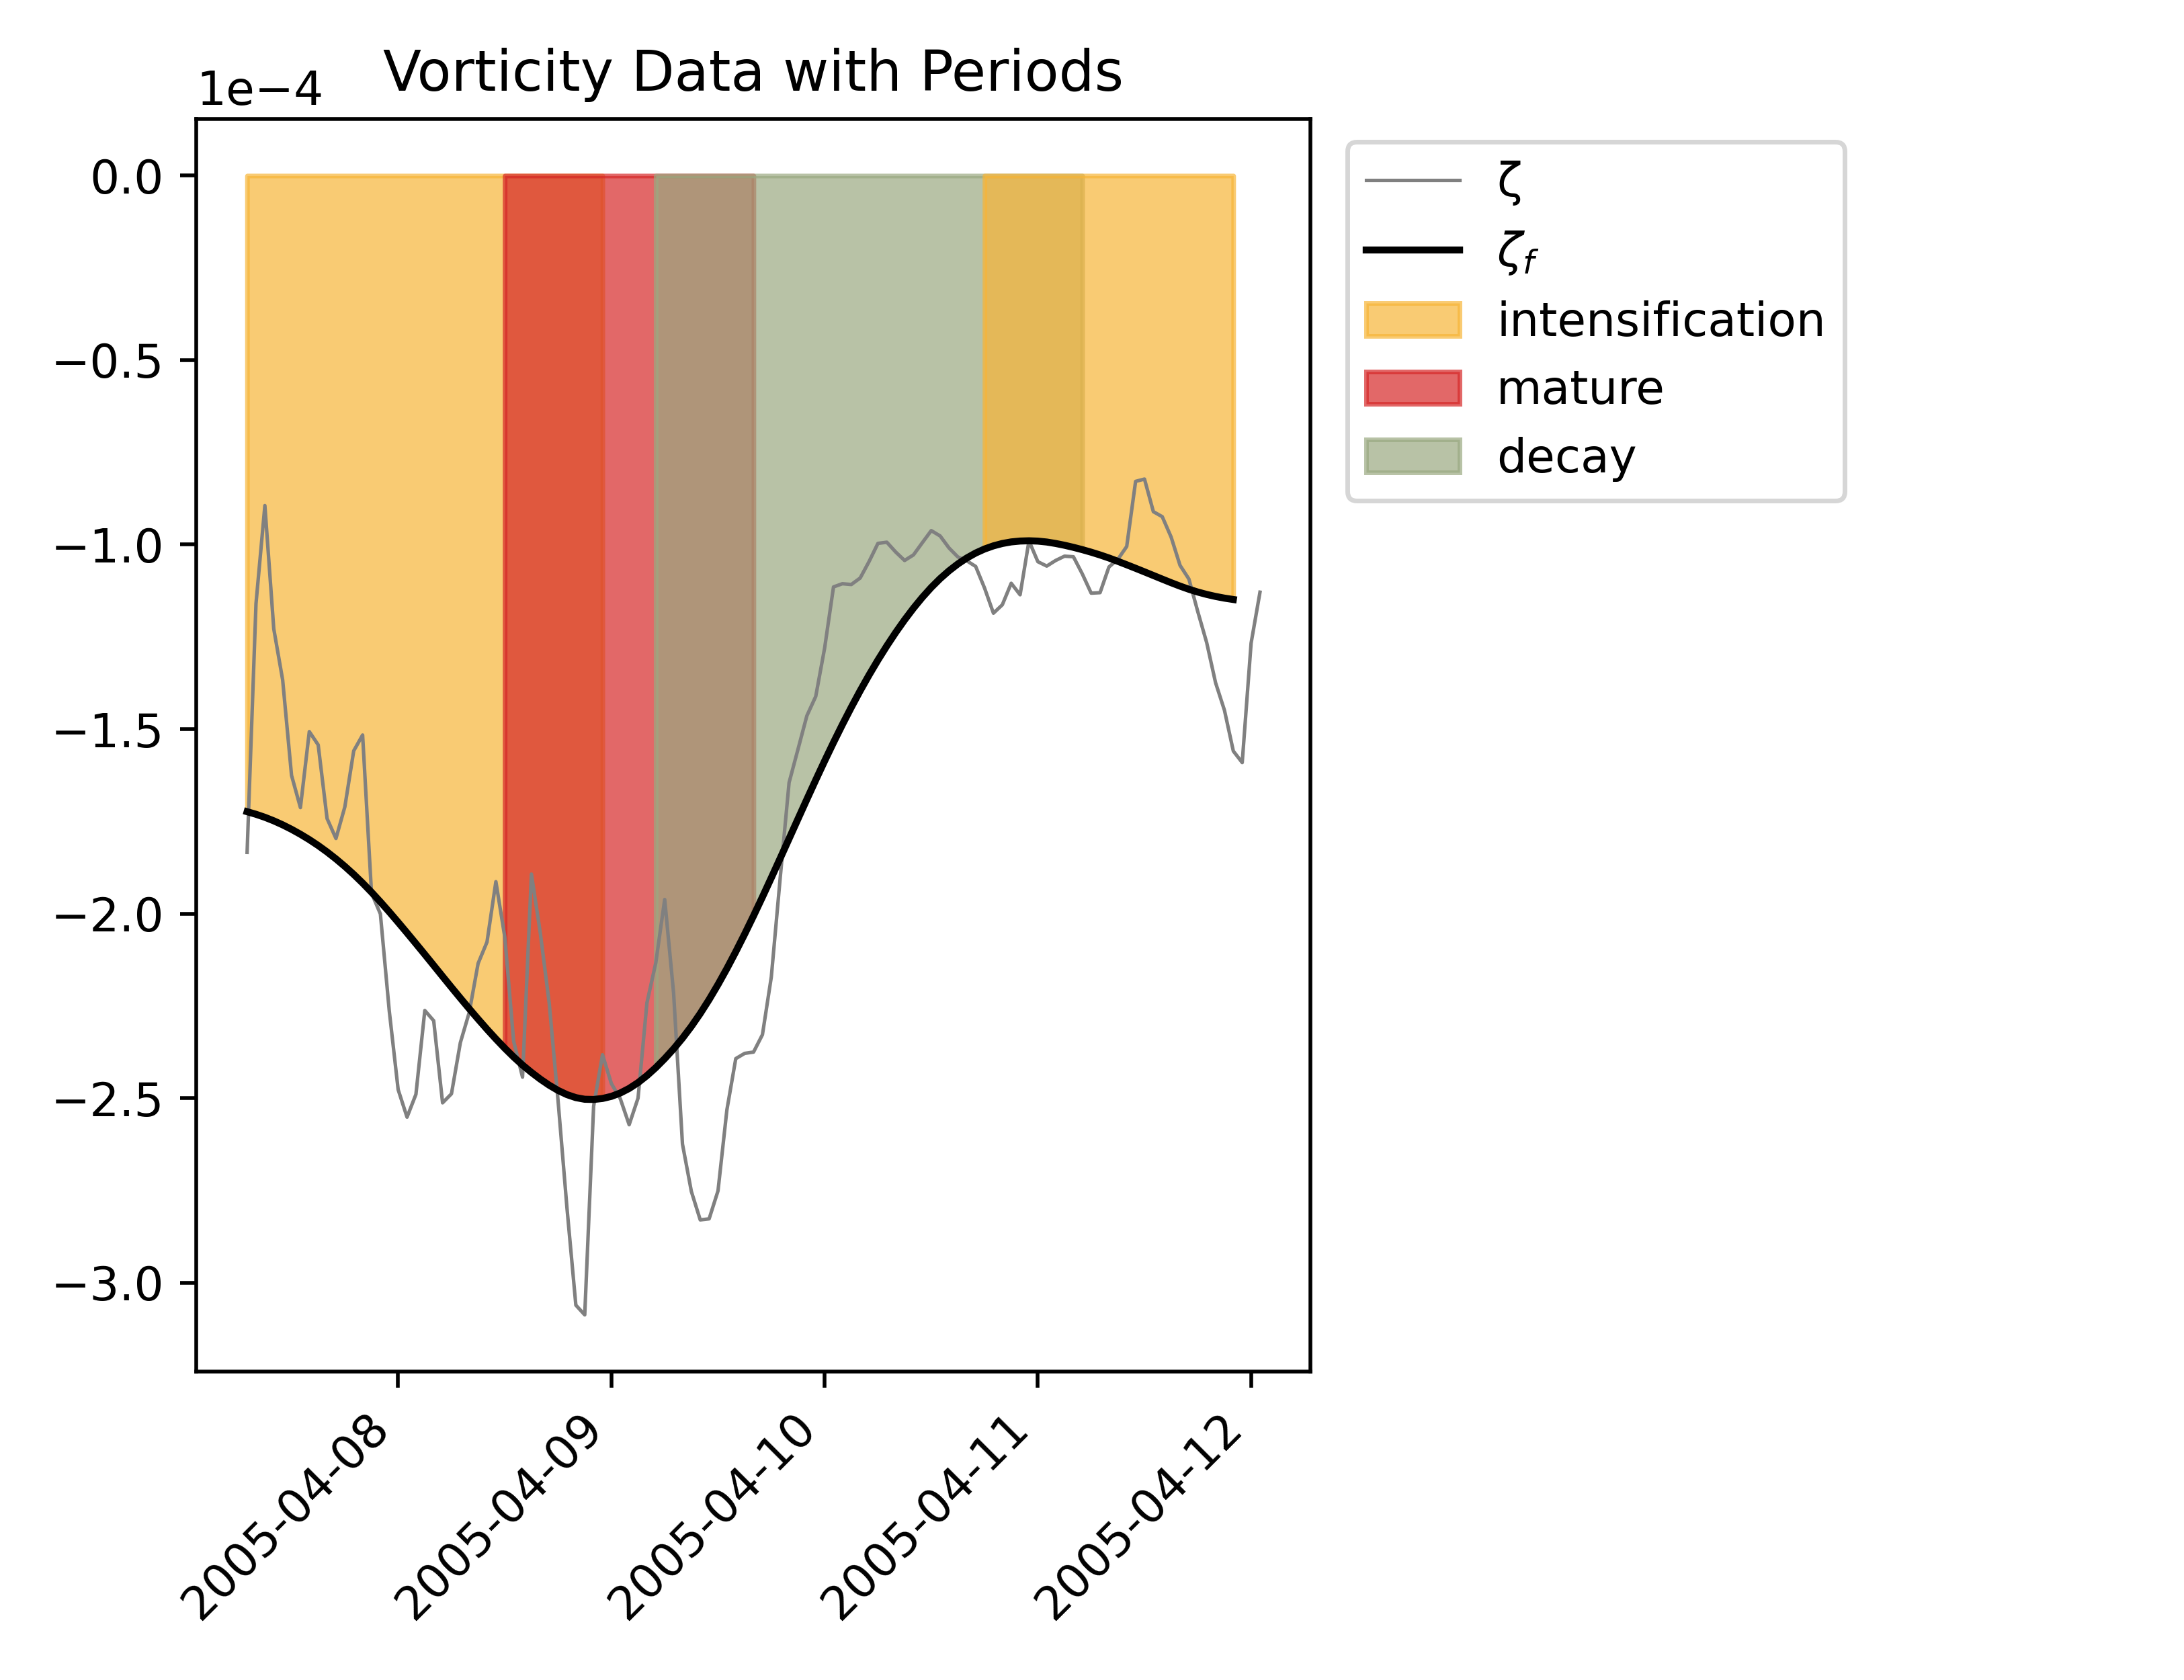 Vorticity Data with Periods
1e−4
0.0
−0.5
−1.0
−1.5
−2.0
−2.5
−3.0
2005-04-08
2005-04-09
2005-04-10
2005-04-11
2005-04-12
ζ
ζf
intensification
mature
decay